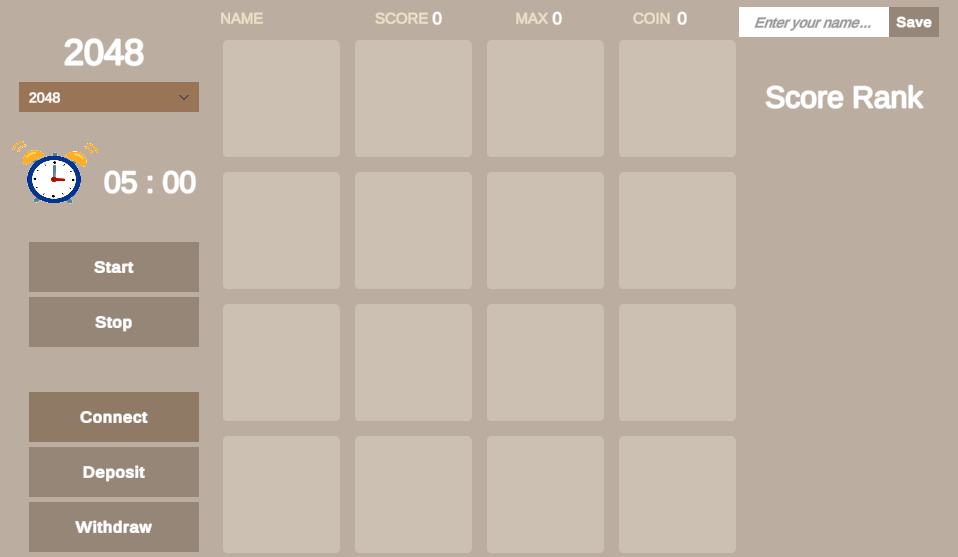 2048
2048
05 : 00
Start
Stop
Connect
Deposit
Withdraw
NAME SCORE 0 MAX 0 COIN 0
Enter your name... Save
Score Rank